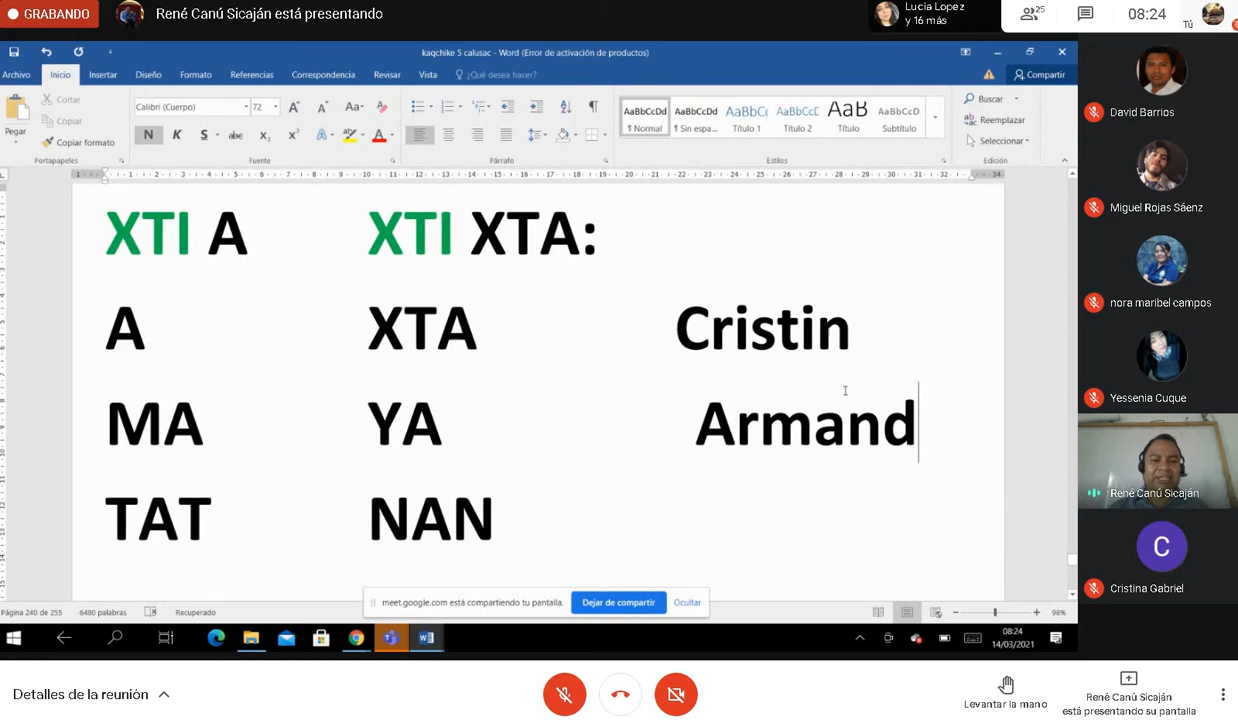 GRABANDO
René Canú Sicaján está presentando
Lucia Lopez
y 16 más
25
08:24
Tú
kaqchike 5 calusac - Word (Error de activación de productos)
Archivo Inicio Insertar Diseño Formato Referencias Correspondencia Revisar Vista ¿Qué desea hacer? Compartir
Pegar
Cortar
Copiar
Copiar formato
Portapapeles
Calibri (Cuerpo) 72
Aa
N K S abc x₂ x²
Fuente
Párrafo
AaBbCcDd AaBbCcDd AaBbCc AaBbCcC AaB AaBbCcD
¶ Normal ¶ Sin espa... Título 1 Título 2 Título Subtítulo
Estilos
Buscar
Reemplazar
Seleccionar
Edición
XTI A XTI XTA:
A XTA Cristin
MA YA Armand
TAT NAN
meet.google.com está compartiendo tu pantalla. Dejar de compartir Ocultar
Página 240 de 255 6480 palabras Recuperado 98%
08:24
14/03/2021
David Barrios
Miguel Rojas Sáenz
nora maribel campos
Yessenia Cuque
René Canú Sicaján
C
Cristina Gabriel
Detalles de la reunión
Levantar la mano
René Canú Sicaján
está presentando su pantalla